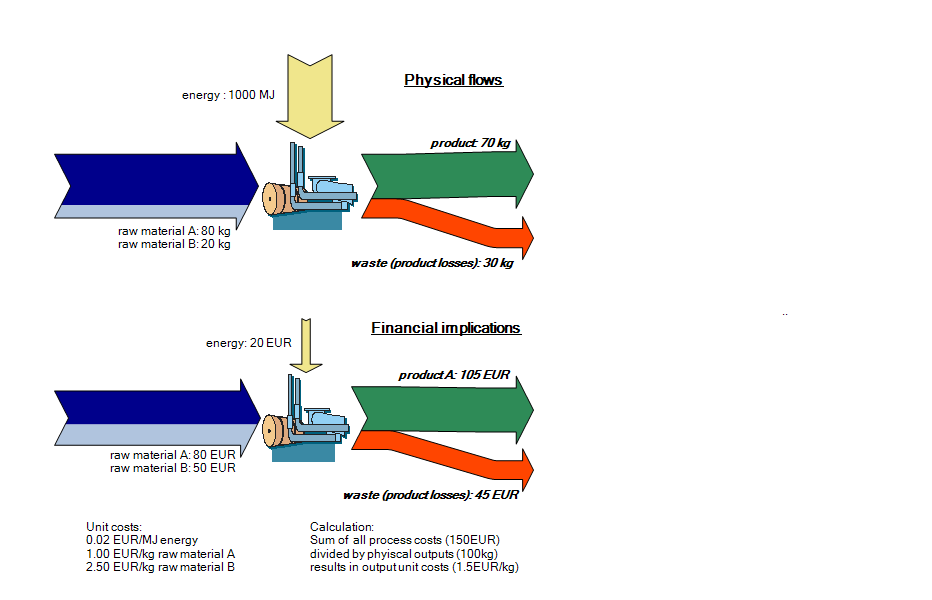 Physical flows
energy : 1000 MJ
product: 70 kg
raw material A: 80 kg
raw material B: 20 kg
waste (product losses): 30 kg
..
Financial implications
energy: 20 EUR
product A: 105 EUR
raw material A: 80 EUR
raw material B: 50 EUR
waste (product losses): 45 EUR
Unit costs:
0.02 EUR/MJ energy
1.00 EUR/kg raw material A
2.50 EUR/kg raw material B
Calculation:
Sum of all process costs (150EUR)
divided by phyiscal outputs (100kg)
results in output unit costs (1.5EUR/kg)